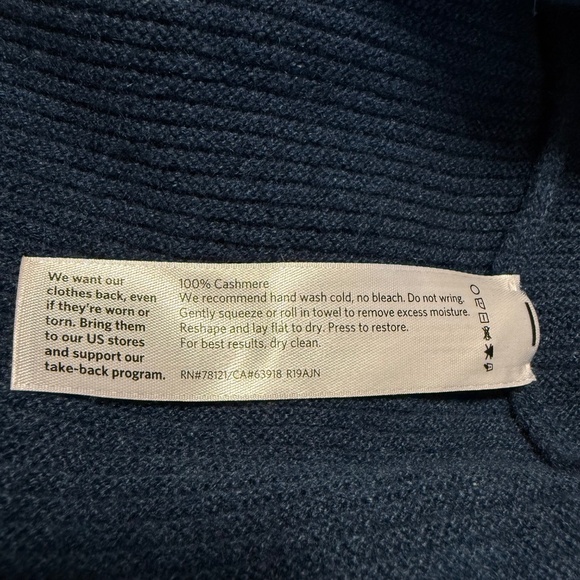 We want our
clothes back, even
if they're worn or
torn. Bring them
to our US stores
and support our
take-back program.
100% Cashmere
We recommend hand wash cold, no bleach. Do not wring.
Gently squeeze or roll in towel to remove excess moisture.
Reshape and lay flat to dry. Press to restore.
For best results, dry clean.
RN#78121/CA#63918 R19AJN